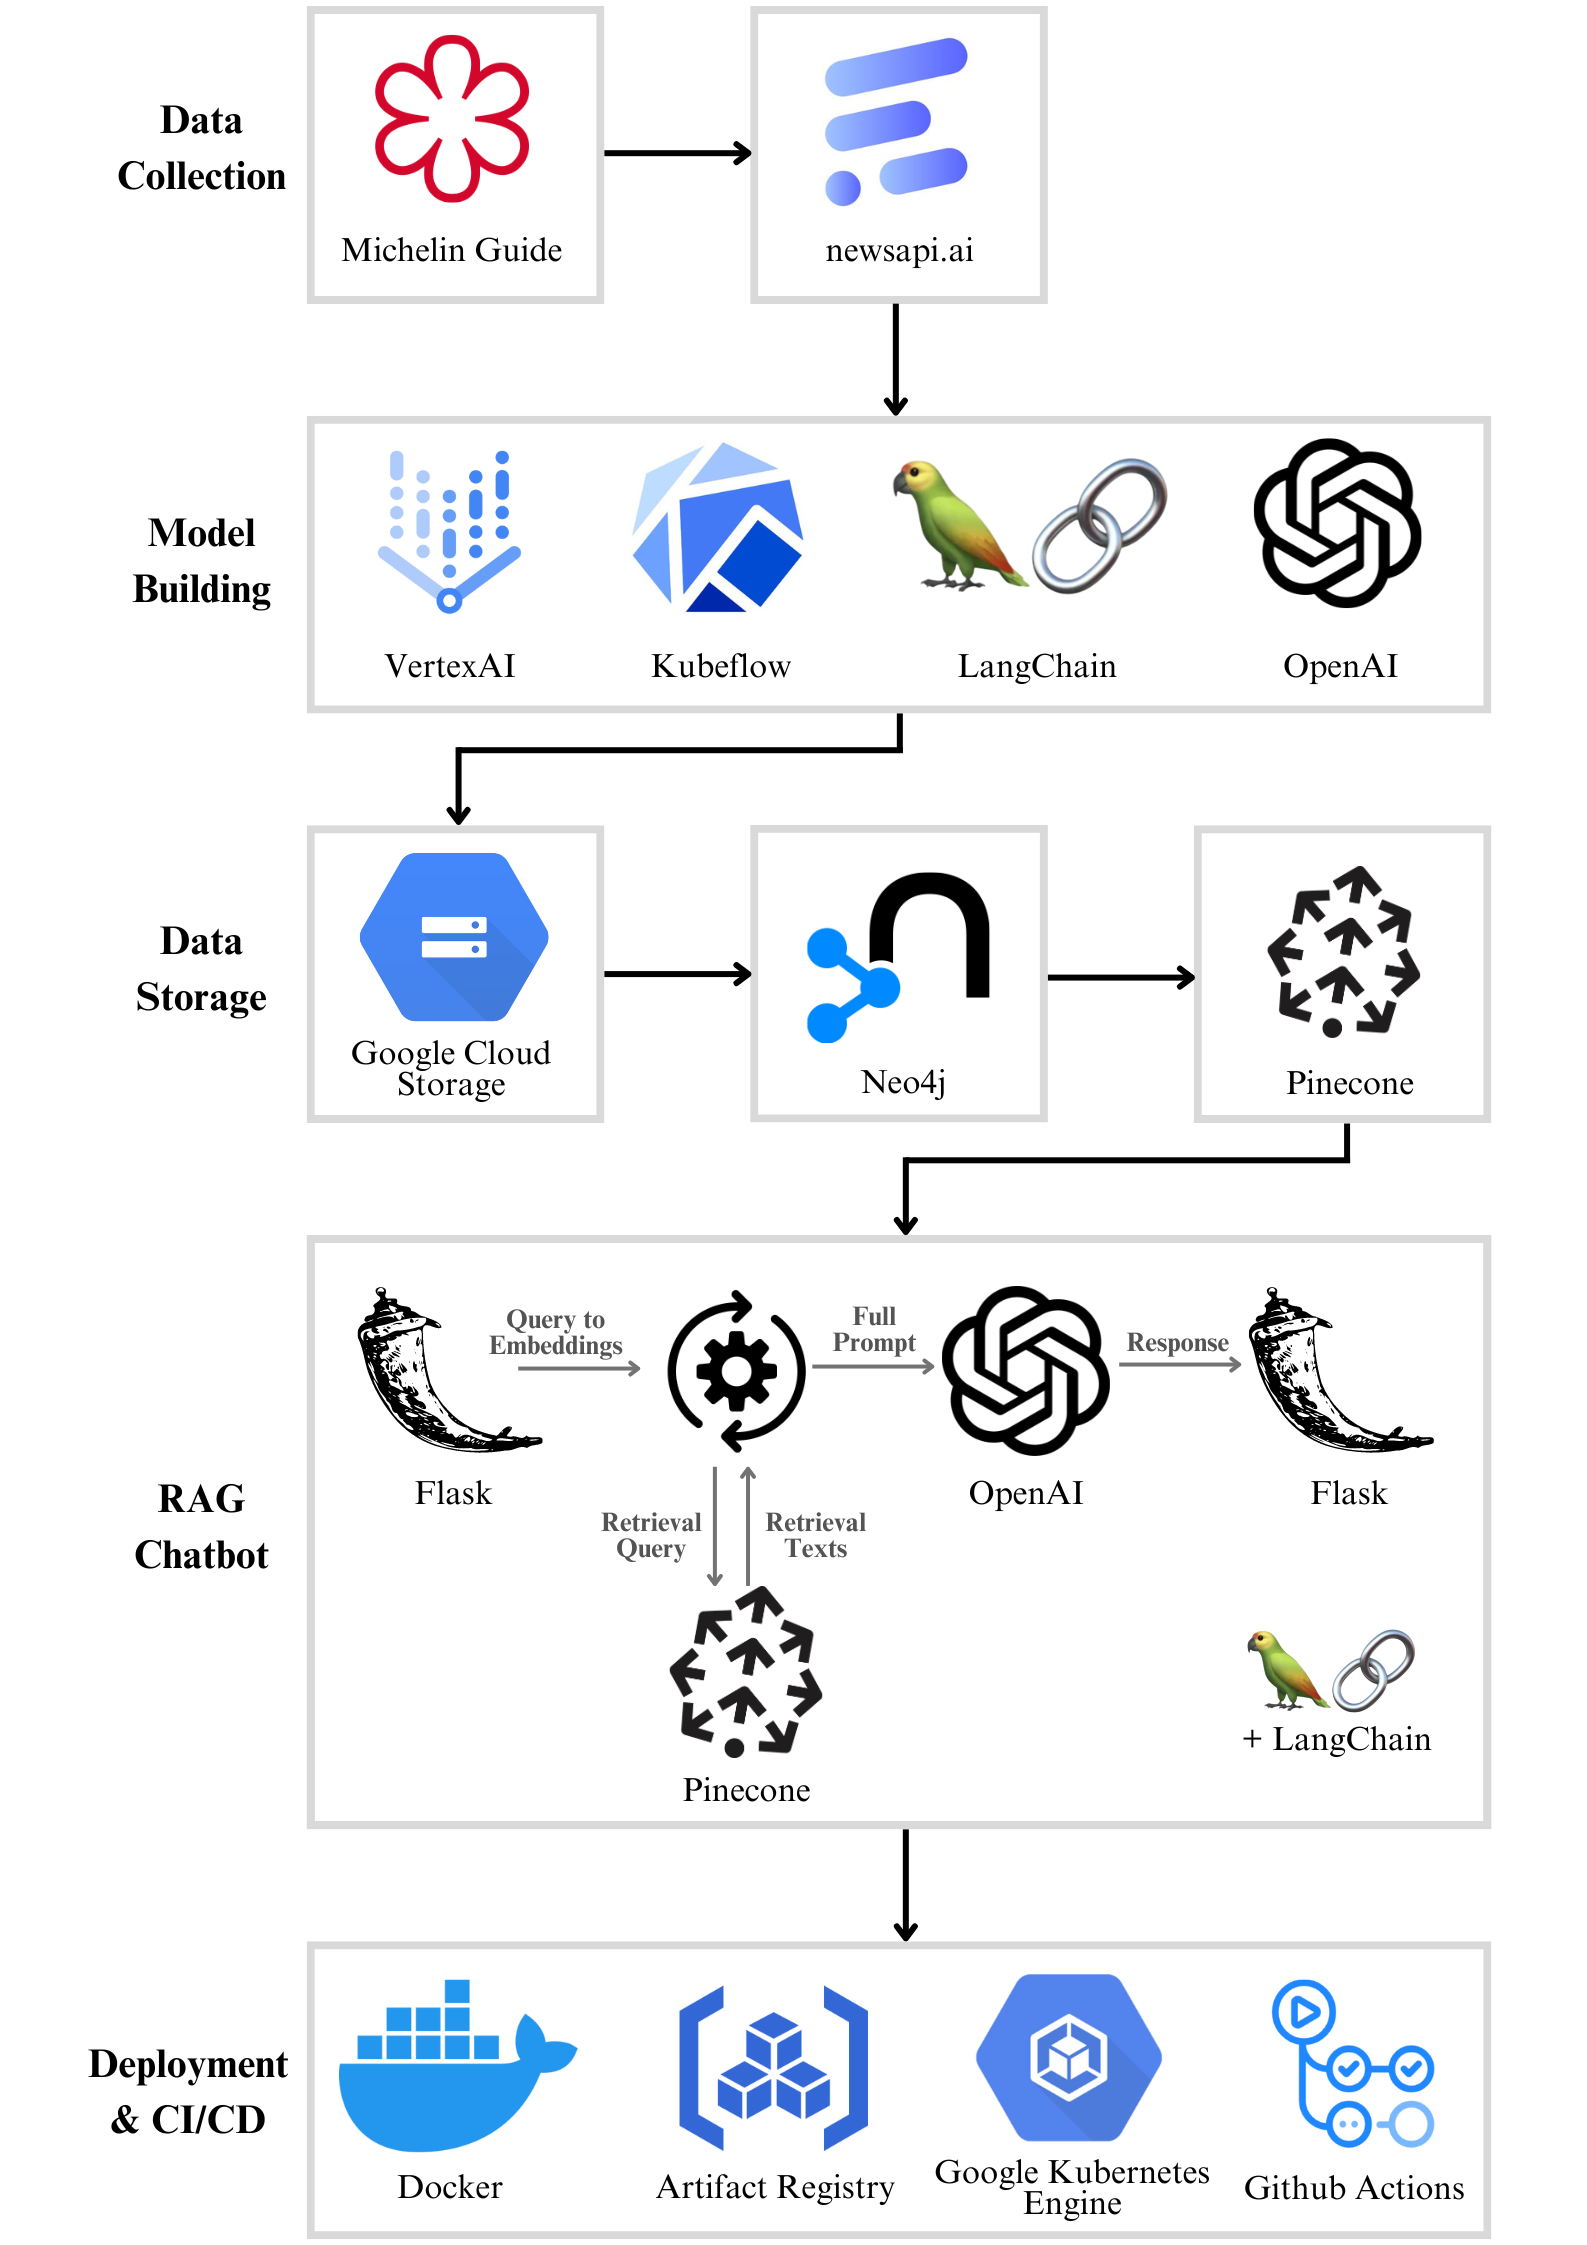 Data
Collection
Michelin Guide
newsapi.ai
Model
Building
VertexAI
Kubeflow
LangChain
OpenAI
Data
Storage
Google Cloud
Storage
Neo4j
Pinecone
RAG
Chatbot
Flask
Query to
Embeddings
Full
Prompt
OpenAI
Response
Flask
Retrieval
Query
Retrieval
Texts
Pinecone
+ LangChain
Deployment
& CI/CD
Docker
Artifact Registry
Google Kubernetes
Engine
Github Actions